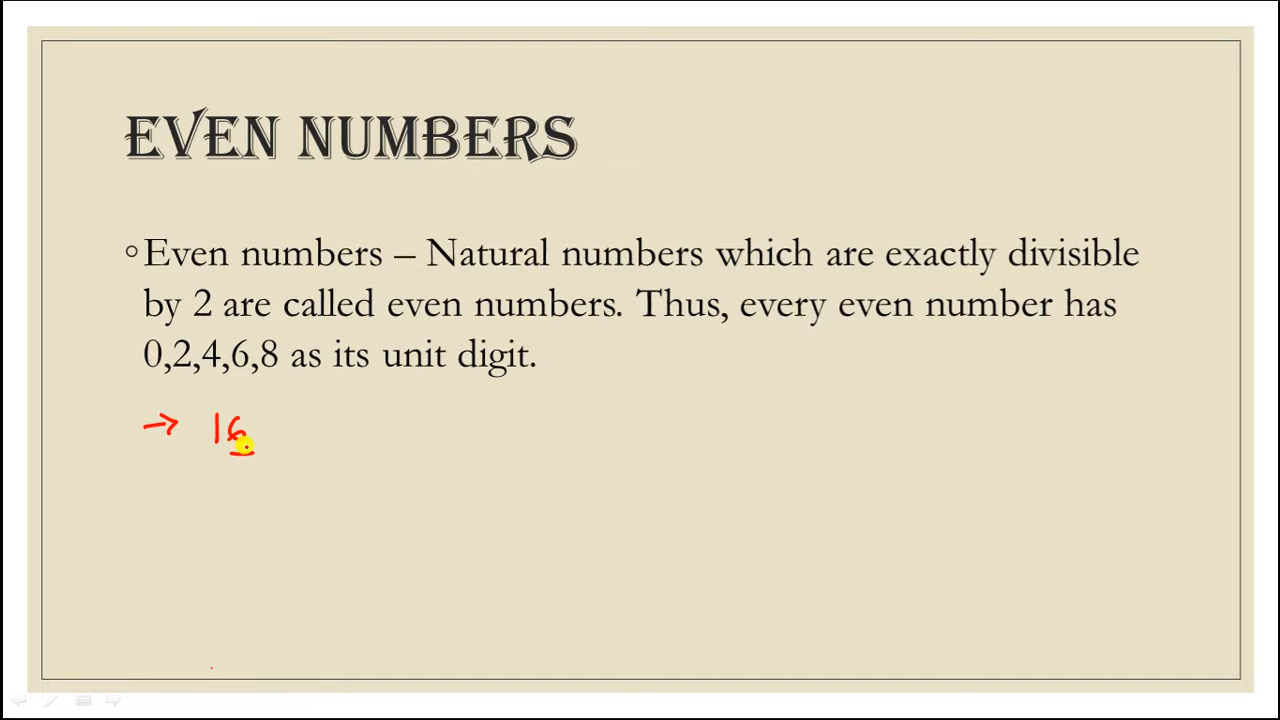 EVEN NUMBERS
◦Even numbers – Natural numbers which are exactly divisible
by 2 are called even numbers. Thus, every even number has
0,2,4,6,8 as its unit digit.
→ 16